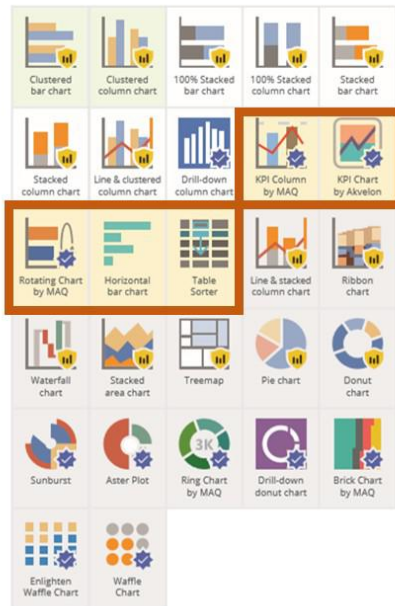 Clustered
bar chart
Clustered
column chart
100% Stacked
bar chart
100% Stacked
column chart
Stacked
bar chart
Stacked
column chart
Line & clustered
column chart
Drill-down
column chart
KPI Column
by MAQ
KPI Chart
by Akvelon
Rotating Chart
by MAQ
Horizontal
bar chart
Table
Sorter
Line & stacked
column chart
Ribbon
chart
Waterfall
chart
Stacked
area chart
Treemap
Pie chart
Donut
chart
Sunburst
Aster Plot
3K
Ring Chart
by MAQ
Drill-down
donut chart
Brick Chart
by MAQ
Enlighten
Waffle Chart
Waffle
Chart